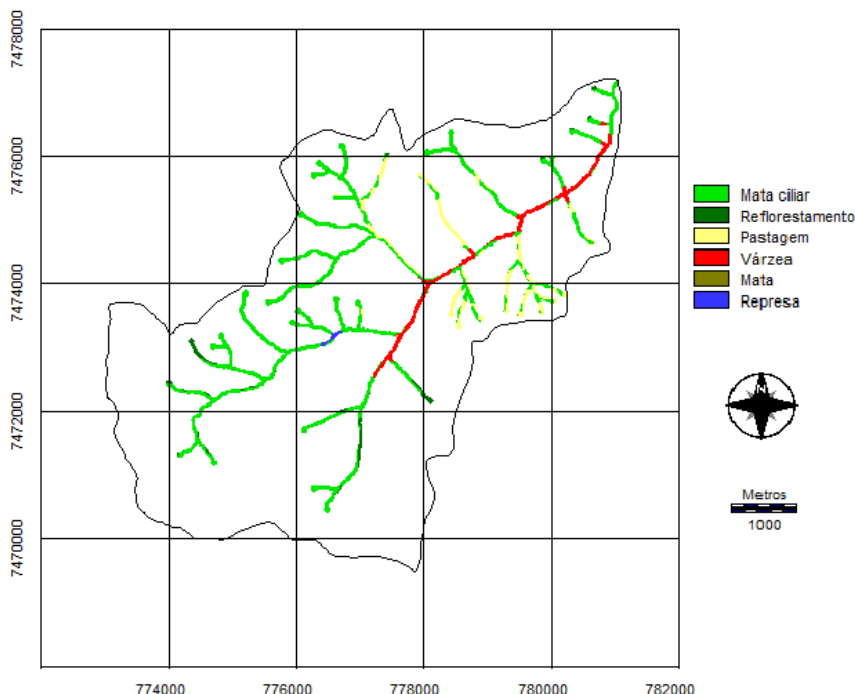 7478000
7476000
7474000
7472000
7470000
774000
776000
778000
780000
782000
Mata ciliar
Reflorestamento
Pastagem
Várzea
Mata
Represa
Metros
1000